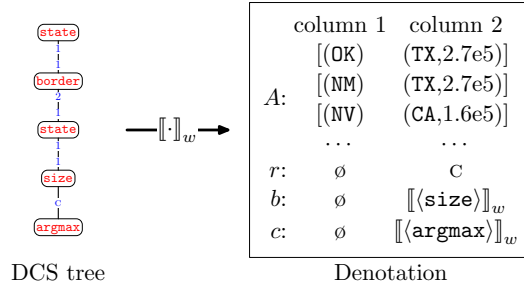 state
1
1
border
2
1
state
1
1
size
C
argmax
DCS tree
⟦·⟧w
column 1 column 2
A: [(OK) (TX,2.7e5)]
[(NM) (TX,2.7e5)]
[(NV) (CA,1.6e5)]
... ...
r: ø C
b: ø ⟦⟨size⟩⟧w
c: ø ⟦⟨argmax⟩⟧w
Denotation